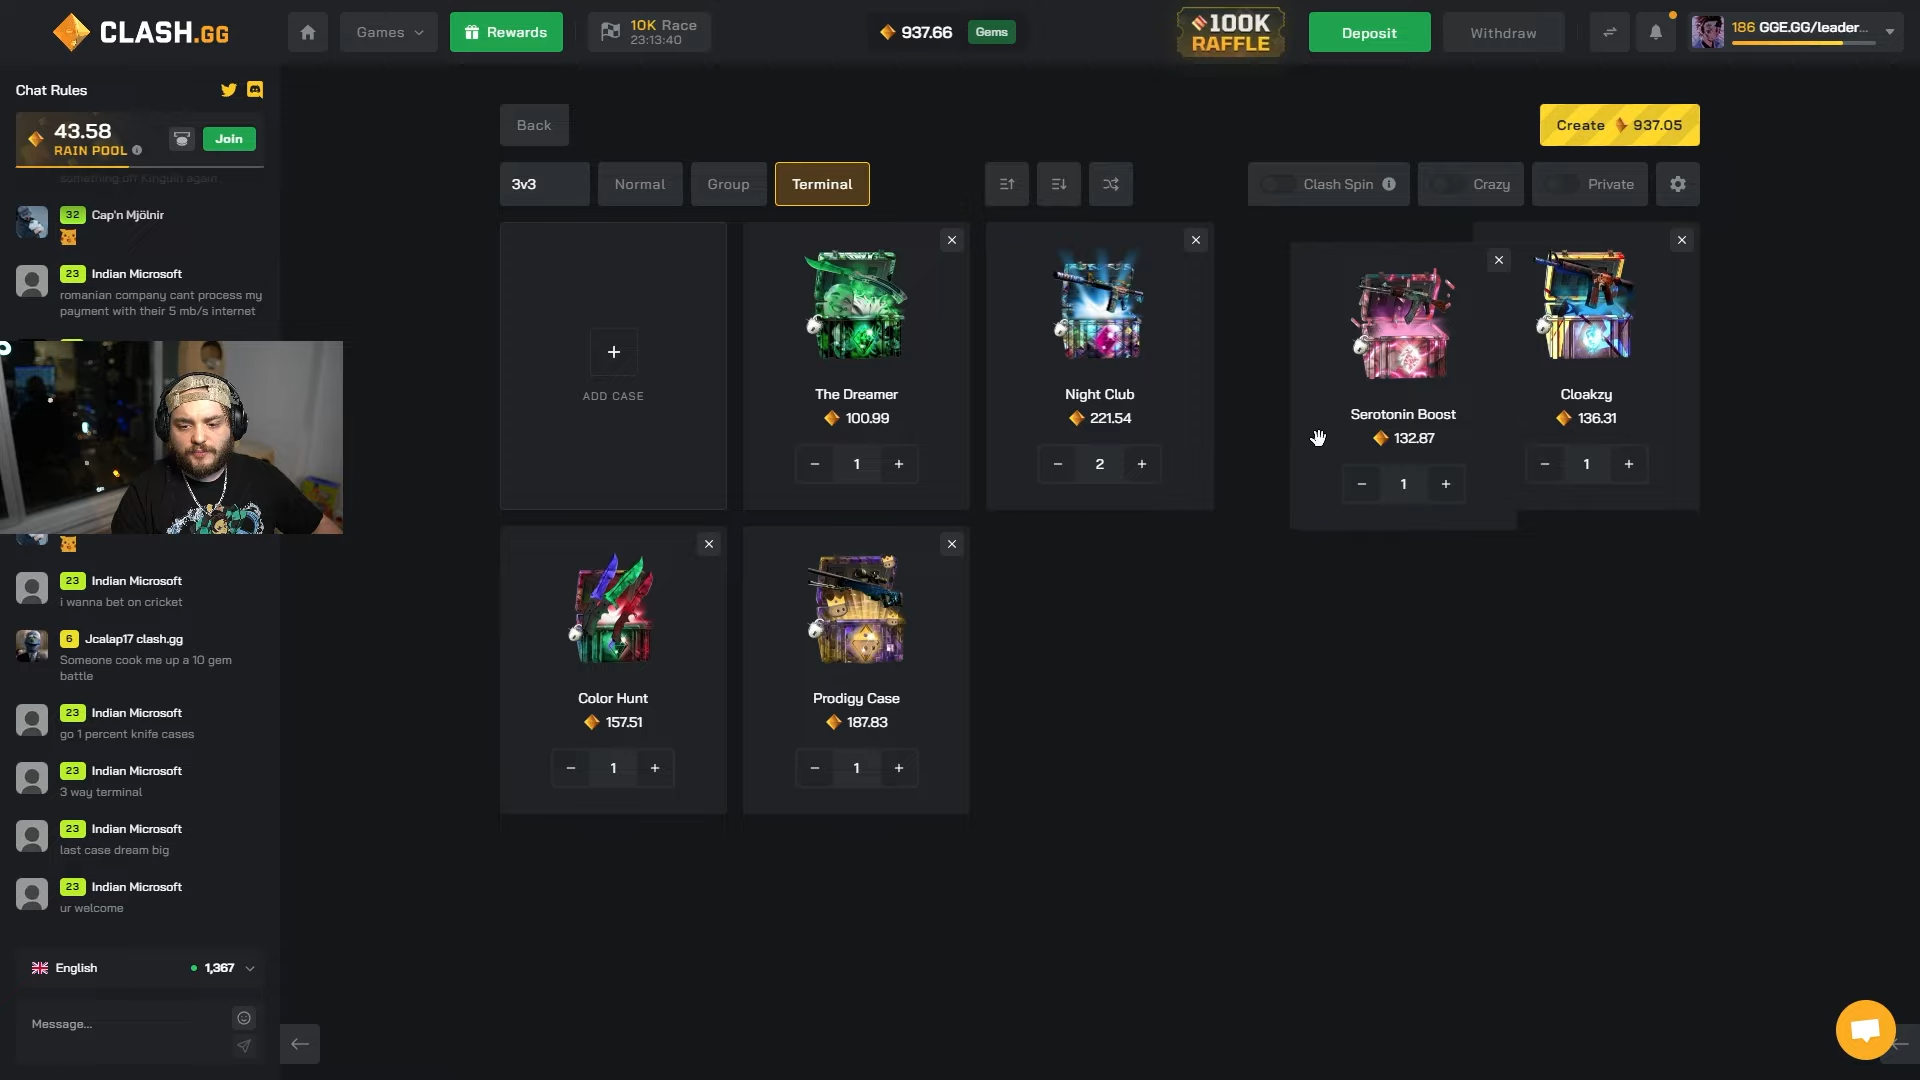 CLASH.GG
Games
Rewards
10K Race
23:13:40
937.66
Gems
100K
RAFFLE
Deposit
Withdraw
186 GGE.GG/leader...
Chat Rules
43.58
RAIN POOL
Join
something off Kinguin again.
32 Cap'n Mjölnir
23 Indian Microsoft
romanian company cant process my
payment with their 5 mb/s internet
23 Indian Microsoft
i wanna bet on cricket
6 Jcalap17 clash.gg
Someone cook me up a 10 gem
battle
23 Indian Microsoft
go 1 percent knife cases
23 Indian Microsoft
3 way terminal
23 Indian Microsoft
last case dream big
23 Indian Microsoft
ur welcome
English
1,367
Message...
Back
Create 937.05
3v3
Normal
Group
Terminal
Clash Spin
Crazy
Private
ADD CASE
The Dreamer
100.99
1
Night Club
221.54
2
Serotonin Boost
132.87
1
Cloakzy
136.31
1
Color Hunt
157.51
1
Prodigy Case
187.83
1